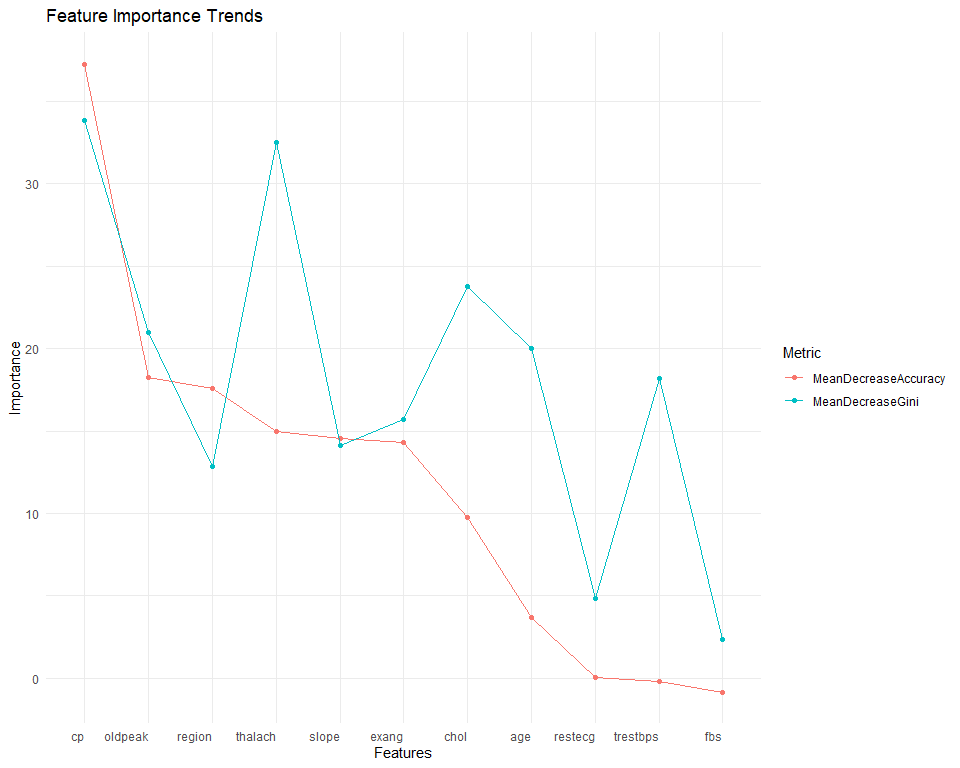 Feature Importance Trends
Importance
30
20
10
0
cp oldpeak region thalach slope exang chol age restecg trestbps fbs
Features
Metric
MeanDecreaseAccuracy
MeanDecreaseGini